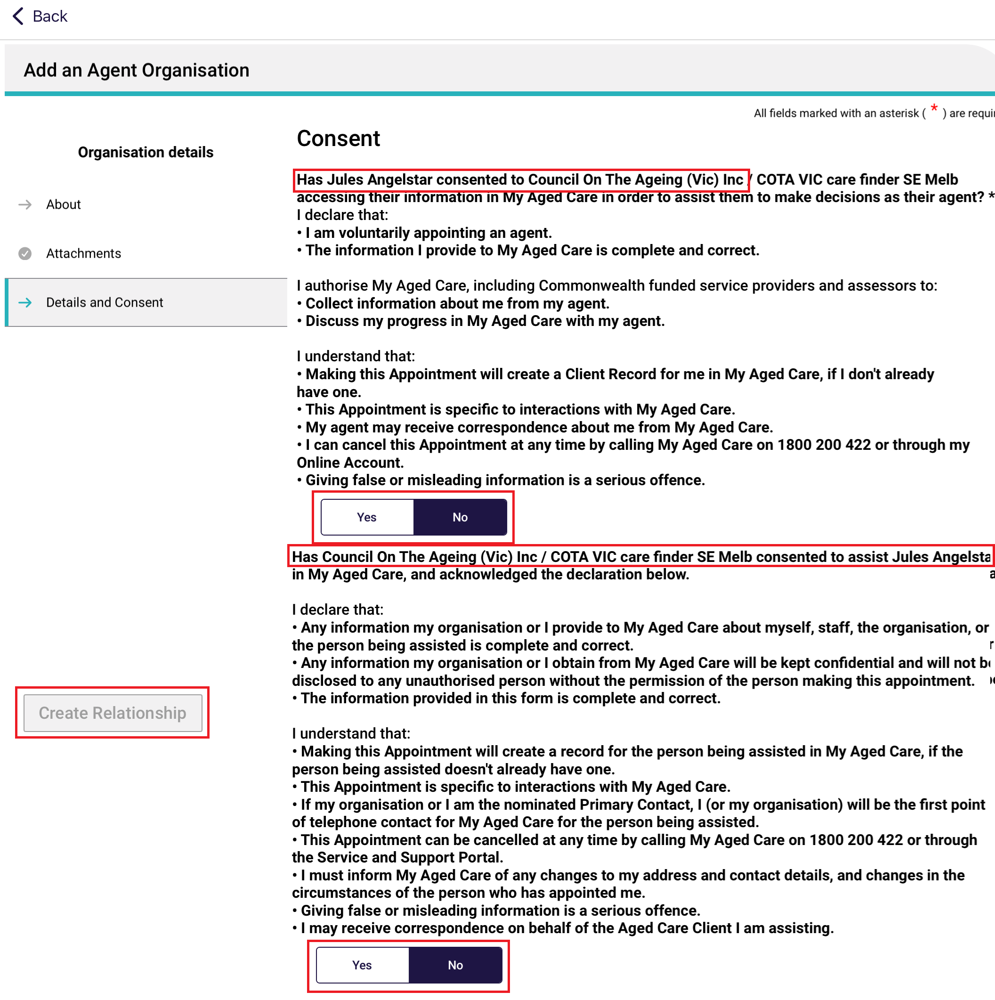 Back
Add an Agent Organisation
All fields marked with an asterisk ( * ) are
Organisation details
About
Attachments
Details and Consent
Create Relationship
Consent
Has Jules Angelstar consented to Council On The Ageing (Vic) Inc / COTA VIC care finder SE Melb
accessing their information in My Aged Care in order to assist them to make decisions as their agent? *
I declare that:
• I am voluntarily appointing an agent.
• The information I provide to My Aged Care is complete and correct.
I authorise My Aged Care, including Commonwealth funded service providers and assessors to:
• Collect information about me from my agent.
• Discuss my progress in My Aged Care with my agent.
I understand that:
• Making this Appointment will create a Client Record for me in My Aged Care, if I don't already
have one.
• This Appointment is specific to interactions with My Aged Care.
• My agent may receive correspondence about me from My Aged Care.
• I can cancel this Appointment at any time by calling My Aged Care on 1800 200 422 or through my
Online Account.
• Giving false or misleading information is a serious offence.
Yes No
Has Council On The Ageing (Vic) Inc / COTA VIC care finder SE Melb consented to assist Jules Angelsta
in My Aged Care, and acknowledged the declaration below.
I declare that:
• Any information my organisation or I provide to My Aged Care about myself, staff, the organisation, or
the person being assisted is complete and correct.
• Any information my organisation or I obtain from My Aged Care will be kept confidential and will not be
disclosed to any unauthorised person without the permission of the person making this appointment.
• The information provided in this form is complete and correct.
I understand that:
• Making this Appointment will create a record for the person being assisted in My Aged Care, if the
person being assisted doesn't already have one.
• This Appointment is specific to interactions with My Aged Care.
• If my organisation or I am the nominated Primary Contact, I (or my organisation) will be the first point
of telephone contact for My Aged Care for the person being assisted.
• This Appointment can be cancelled at any time by calling My Aged Care on 1800 200 422 or through
the Service and Support Portal.
• I must inform My Aged Care of any changes to my address and contact details, and changes in the
circumstances of the person who has appointed me.
• Giving false or misleading information is a serious offence.
• I may receive correspondence on behalf of the Aged Care Client I am assisting.
Yes No